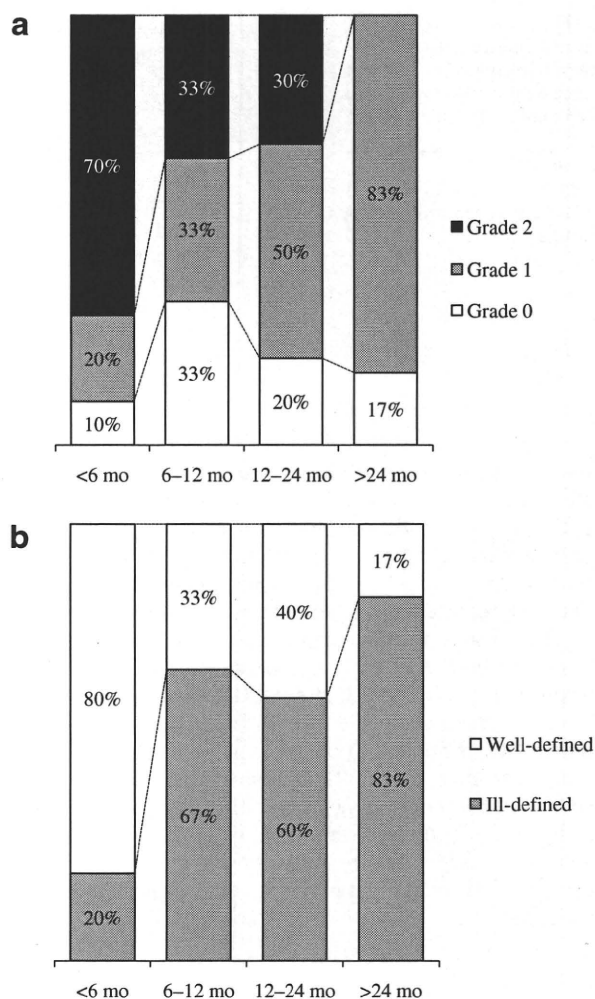 a
33%
30%
70%
83%
33%
50%
Grade 2
Grade 1
Grade 0
20%
33%
20%
17%
10%
<6 mo 6–12 mo 12–24 mo >24 mo
b
17%
33%
40%
80%
Well-defined
83%
Ill-defined
67%
60%
20%
<6 mo 6–12 mo 12–24 mo >24 mo